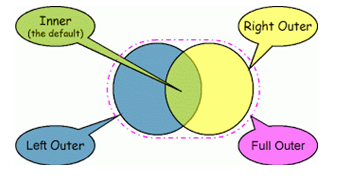 Inner
(the default)
Right Outer
Left Outer
Full Outer